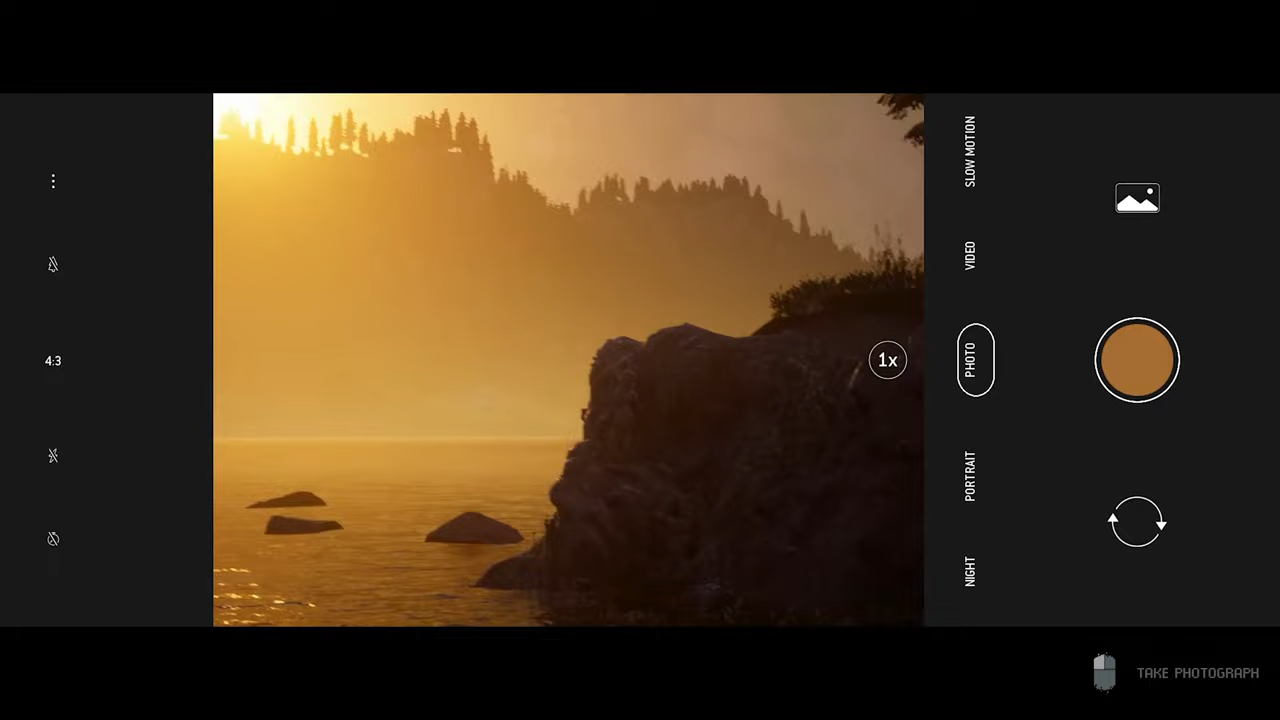 4:3
1x
SLOW MOTION
VIDEO
PHOTO
PORTRAIT
NIGHT
TAKE PHOTOGRAPH